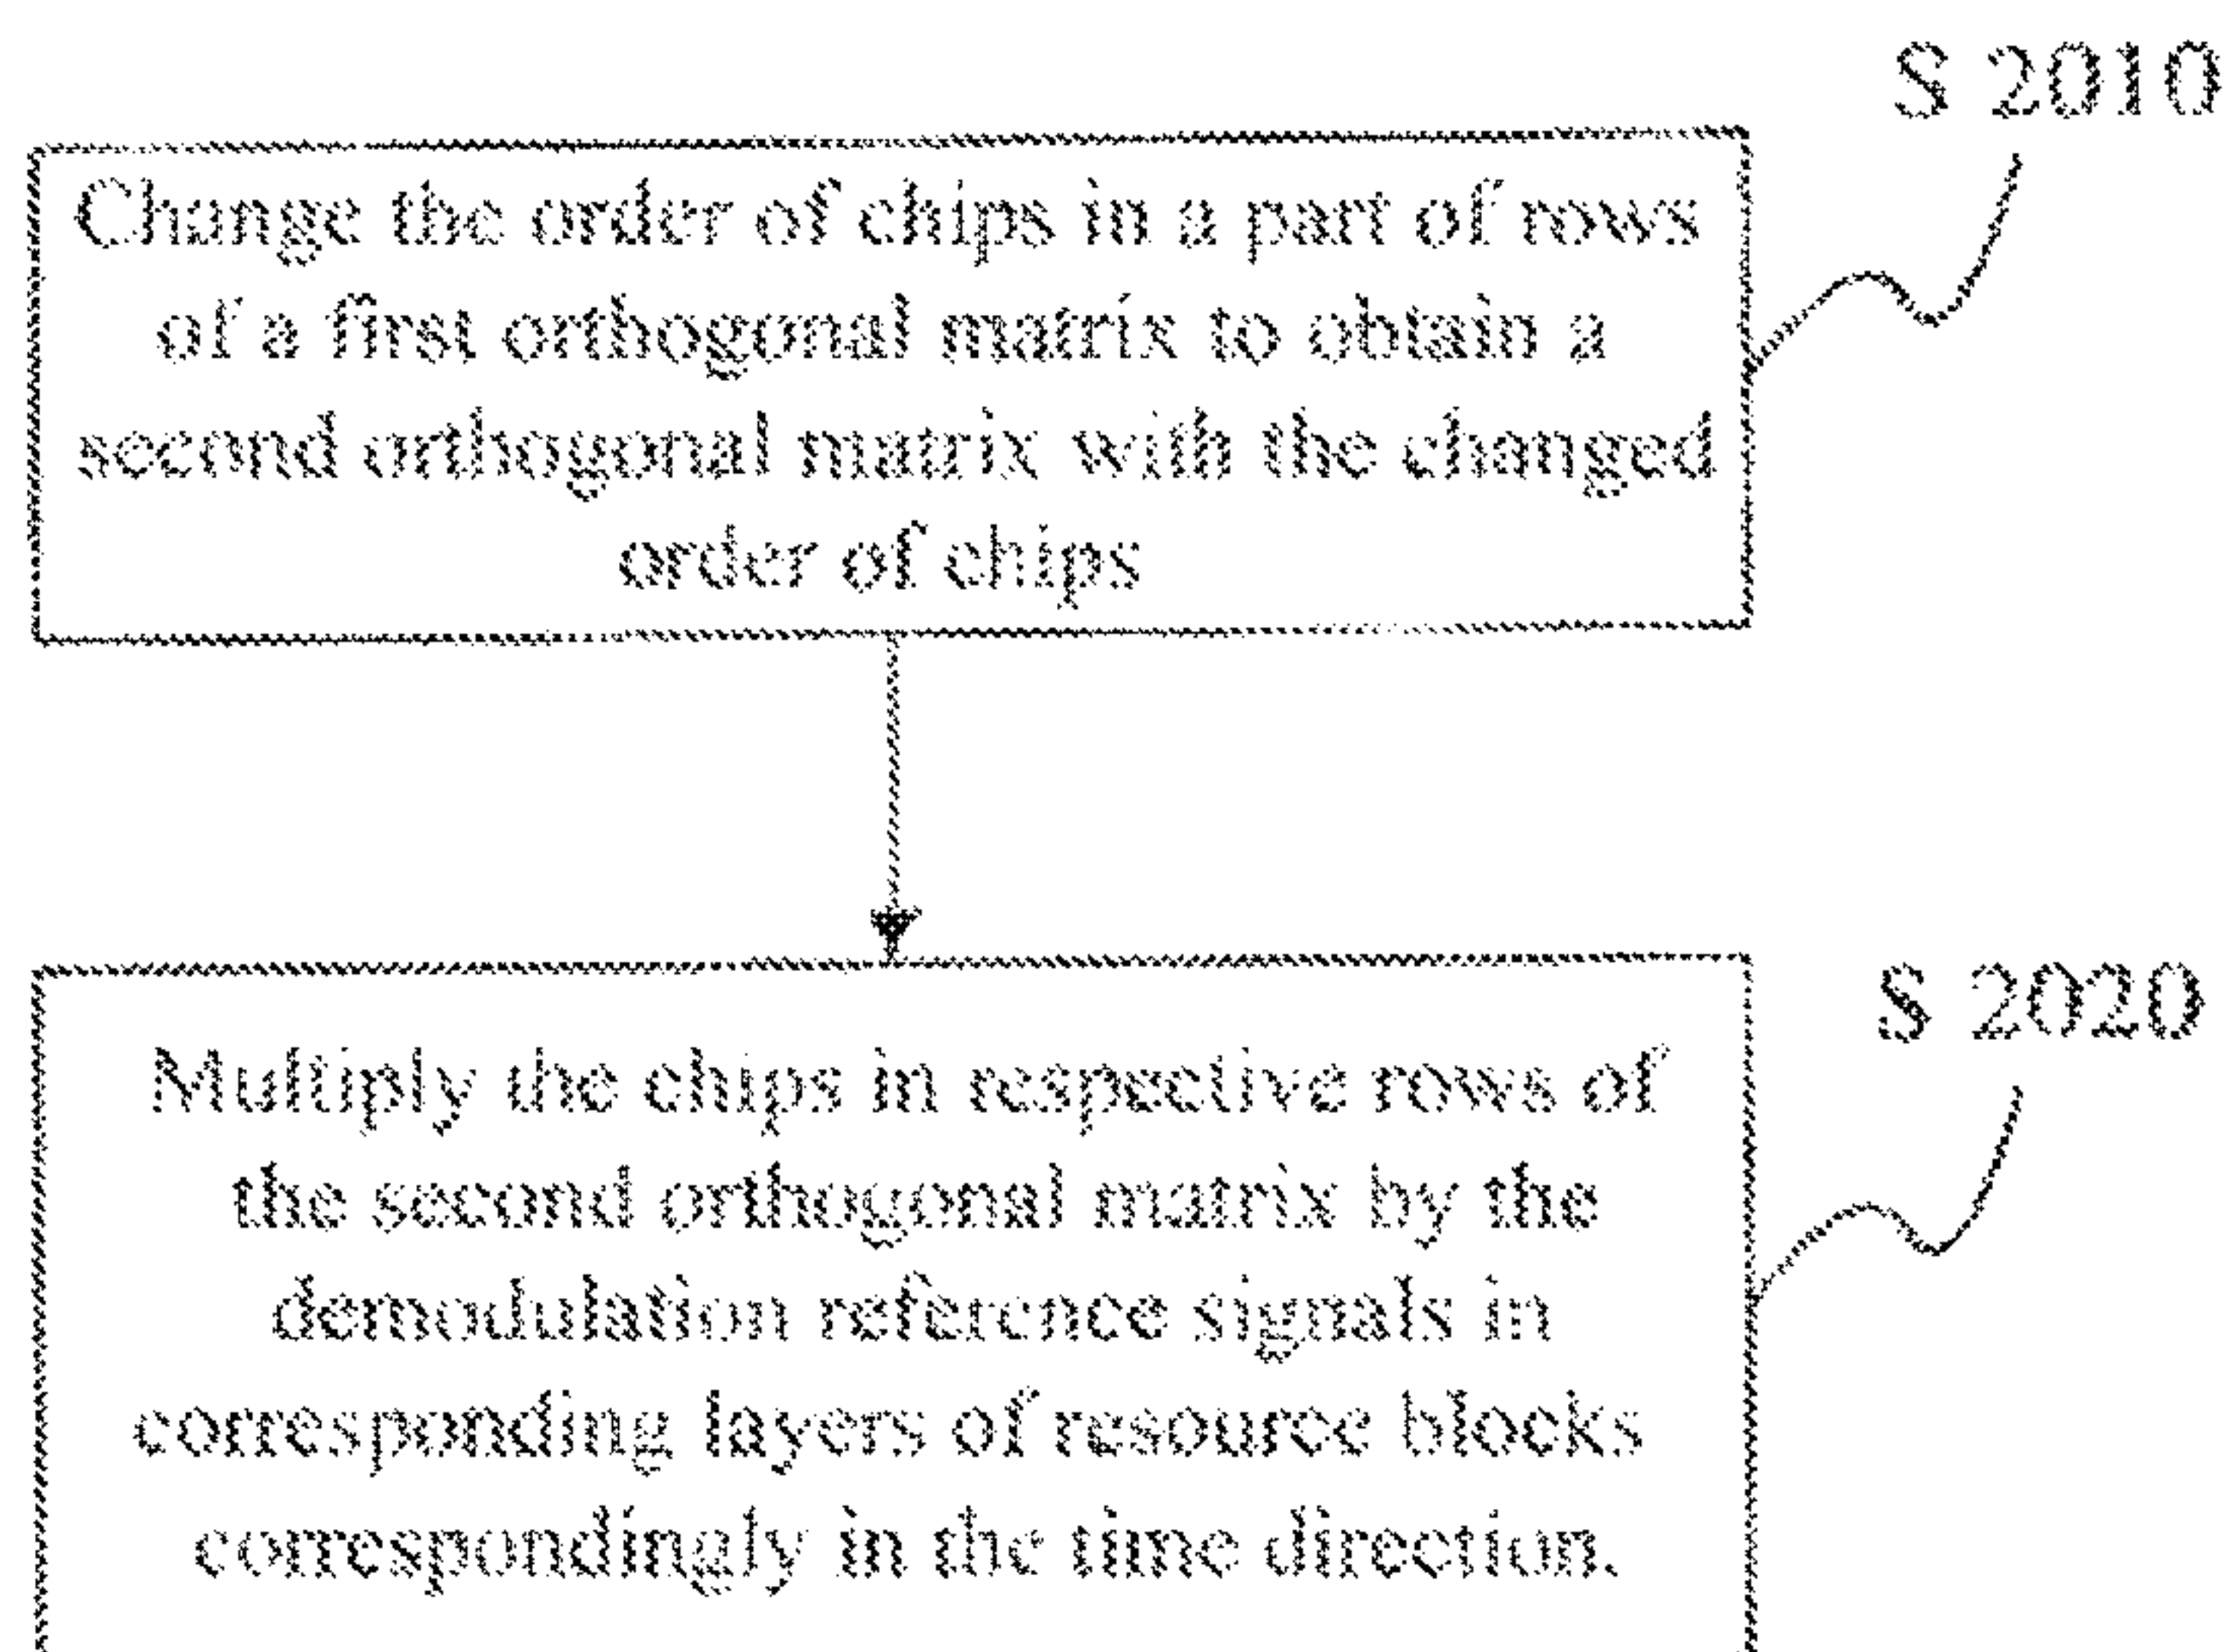 S 2010
Change the order of chips in a part of rows
of a first orthogonal matrix to obtain a
second orthogonal matrix with the changed
order of chips
S 2020
Multiply the chips in respective rows of
the second orthogonal matrix by the
demodulation reference signals in
corresponding layers of resource blocks
correspondingly in the time direction.